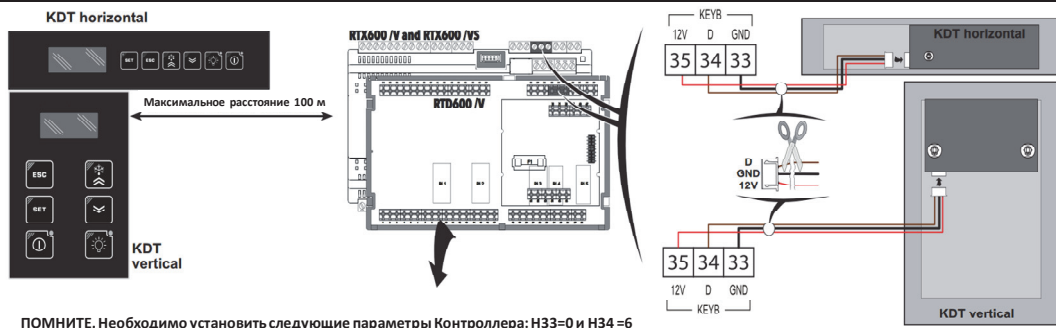 KDT horizontal
SET ESC
Максимальное расстояние 100 м
ESC
SET
KDT
vertical
RTX600 /V and RTX600 /VS
RTD600 /V
KEYB
12V D GND
35 34 33
KDT horlzontal
D
GND
12V
35 34 33
12V D GND
KEYB
KDT vertical
ПОМНИТЕ. Необходимо установить следующие параметры Контроллера: H33=0 и H34 =6